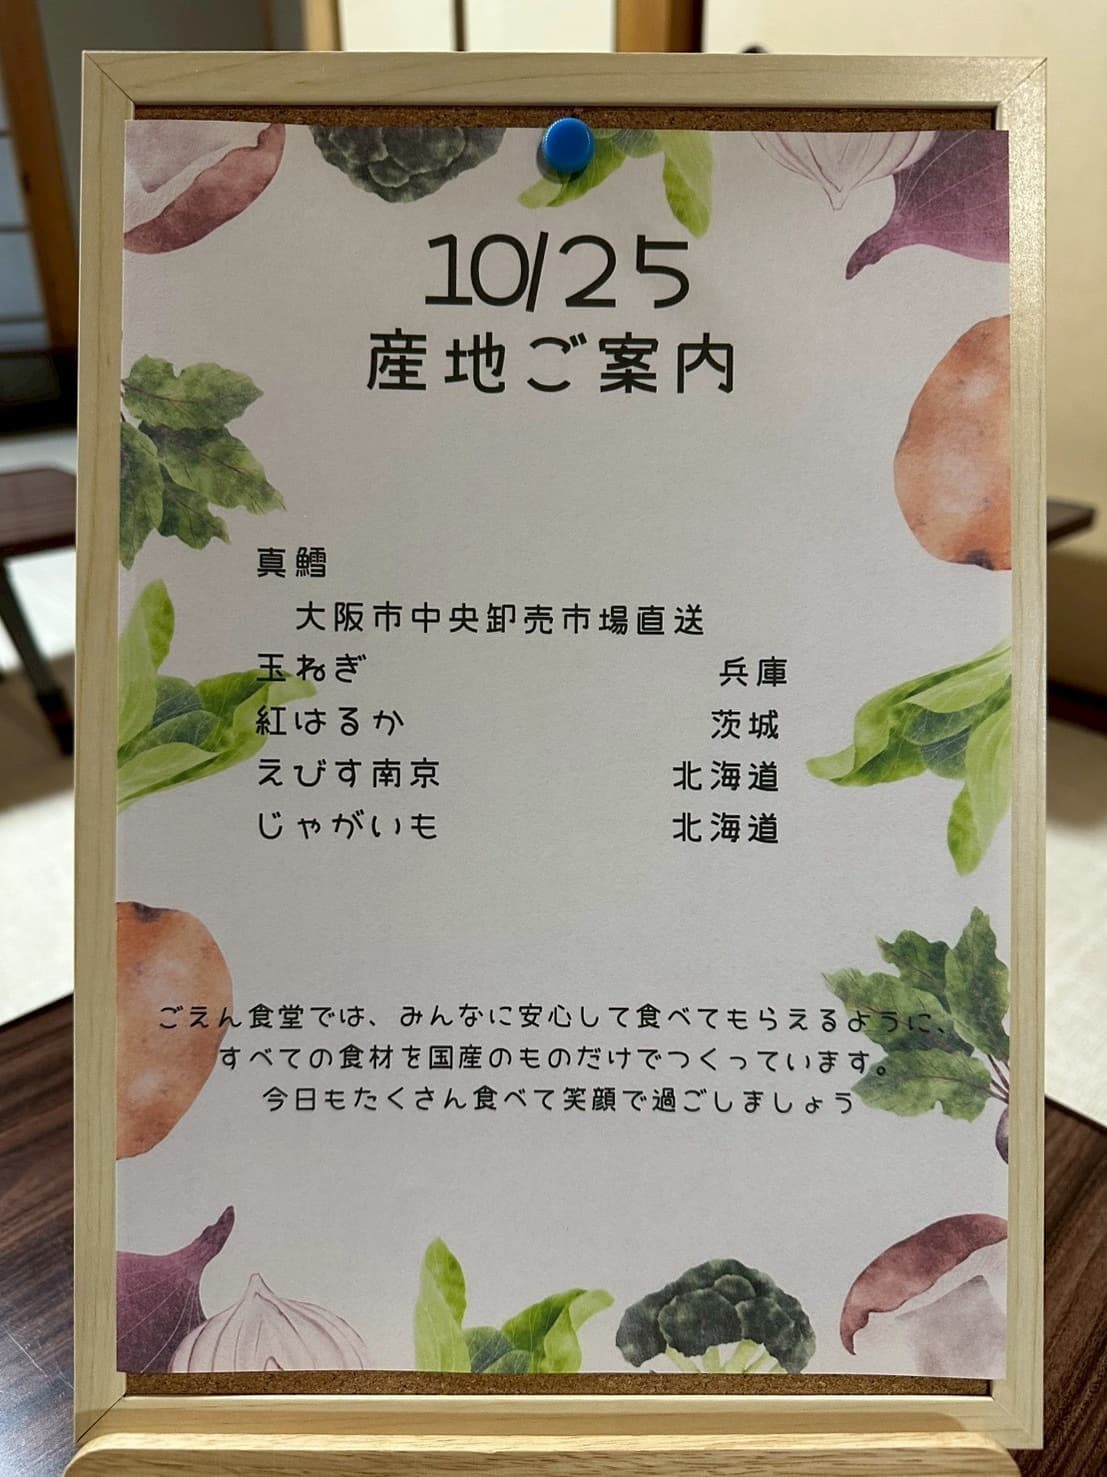 10/25
産地ご案内
真鱈
大阪市中央卸売市場直送
玉ねぎ 兵庫
紅はるか 茨城
えびす南京 北海道
じゃがいも 北海道
ごえん食堂では、みんなに安心して食べてもらえるように、
すべての食材を国産のものだけでつくっています。
今日もたくさん食べて笑顔で過ごしましょう